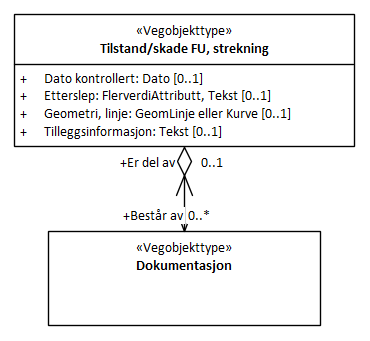 «Vegobjekttype»
Tilstand/skade FU, strekning
+ Dato kontrollert: Dato [0..1]
+ Etterslep: FlerverdiAttributt, Tekst [0..1]
+ Geometri, linje: GeomLinje eller Kurve [0..1]
+ Tilleggsinformasjon: Tekst [0..1]
+Er del av 0..1
+Består av 0..*
«Vegobjekttype»
Dokumentasjon